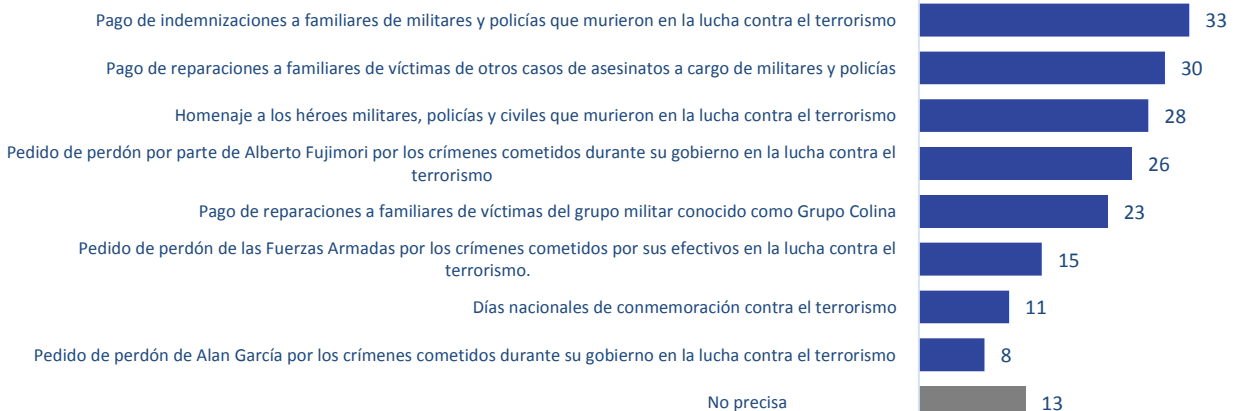 Pago de indemnizaciones a familiares de militares y policías que murieron en la lucha contra el terrorismo 33
Pago de reparaciones a familiares de víctimas de otros casos de asesinatos a cargo de militares y policías 30
Homenaje a los héroes militares, policías y civiles que murieron en la lucha contra el terrorismo 28
Pedido de perdón por parte de Alberto Fujimori por los crímenes cometidos durante su gobierno en la lucha contra el
terrorismo 26
Pago de reparaciones a familiares de víctimas del grupo militar conocido como Grupo Colina 23
Pedido de perdón de las Fuerzas Armadas por los crímenes cometidos por sus efectivos en la lucha contra el
terrorismo. 15
Días nacionales de conmemoración contra el terrorismo 11
Pedido de perdón de Alan García por los crímenes cometidos durante su gobierno en la lucha contra el terrorismo 8
No precisa 13